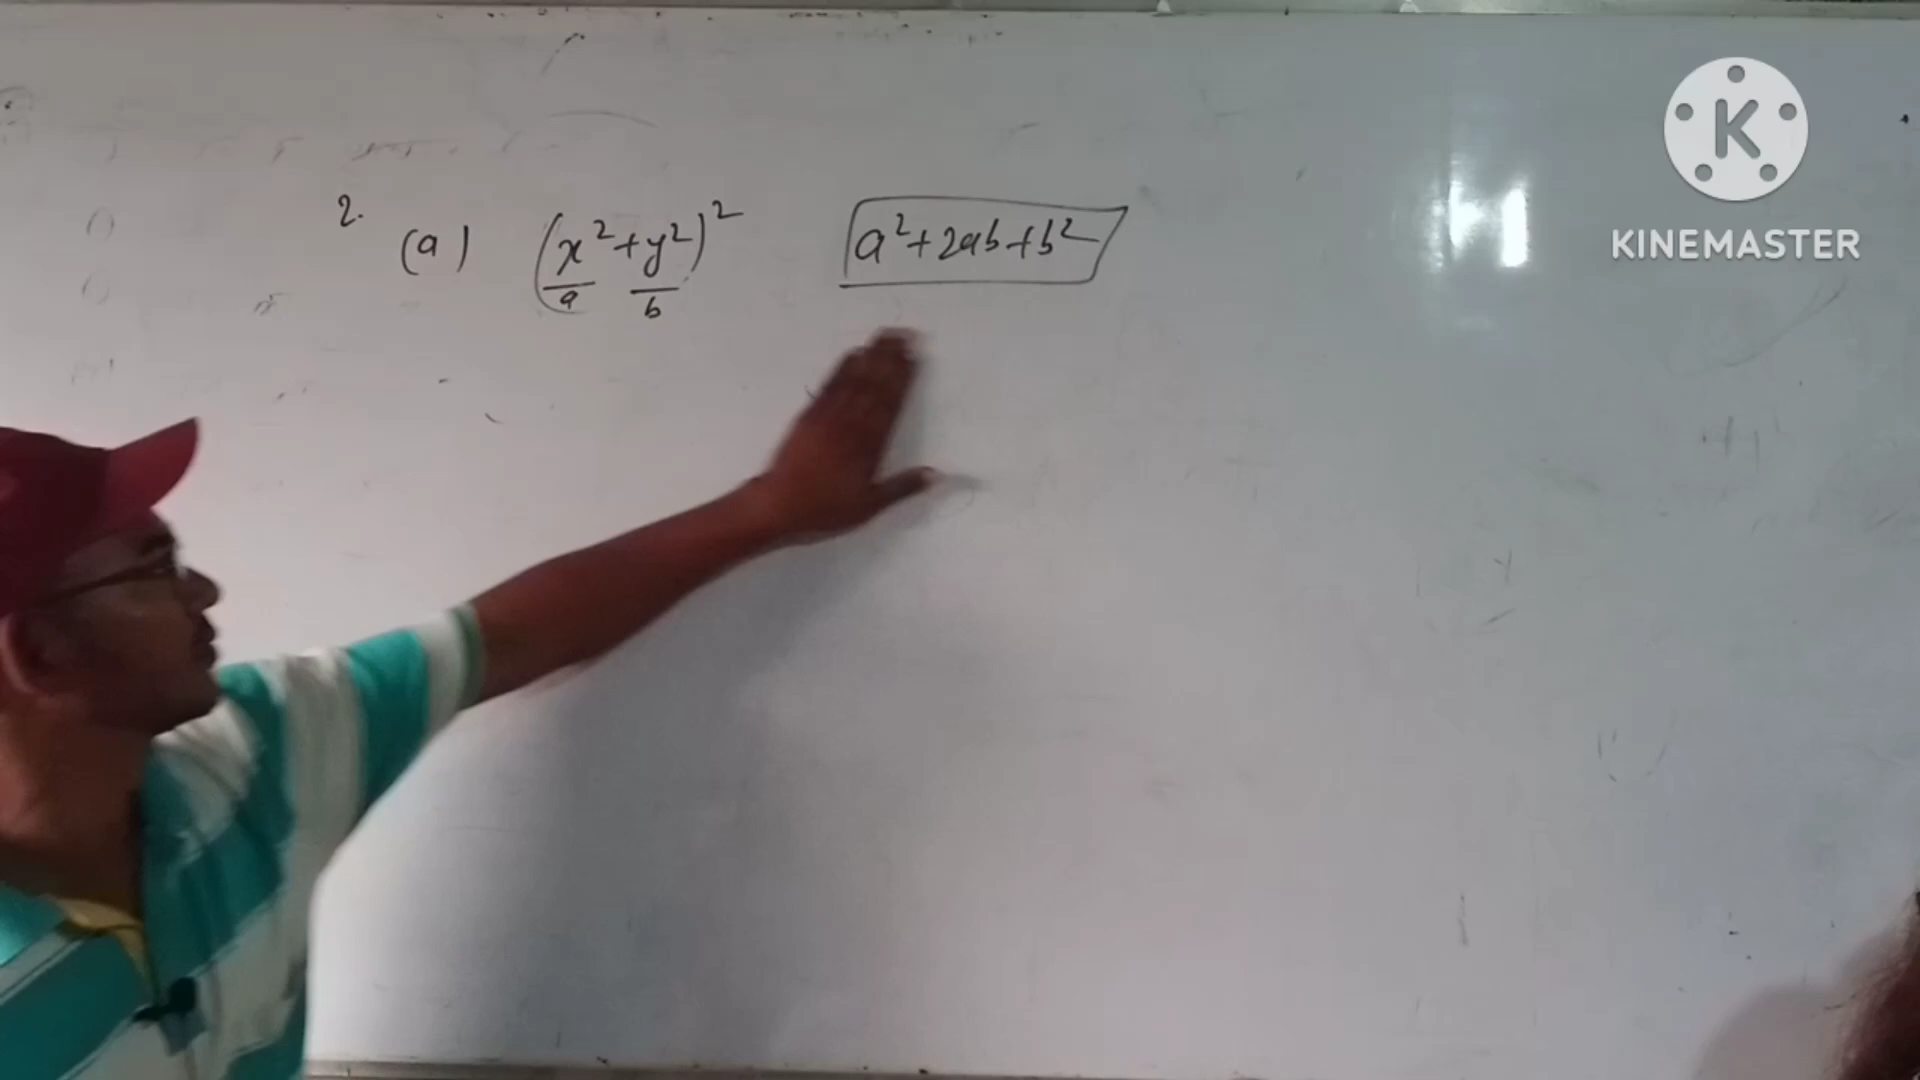 2.
(a) (x²+y²)² a²+2ab+b²
a b
K
KINEMASTER